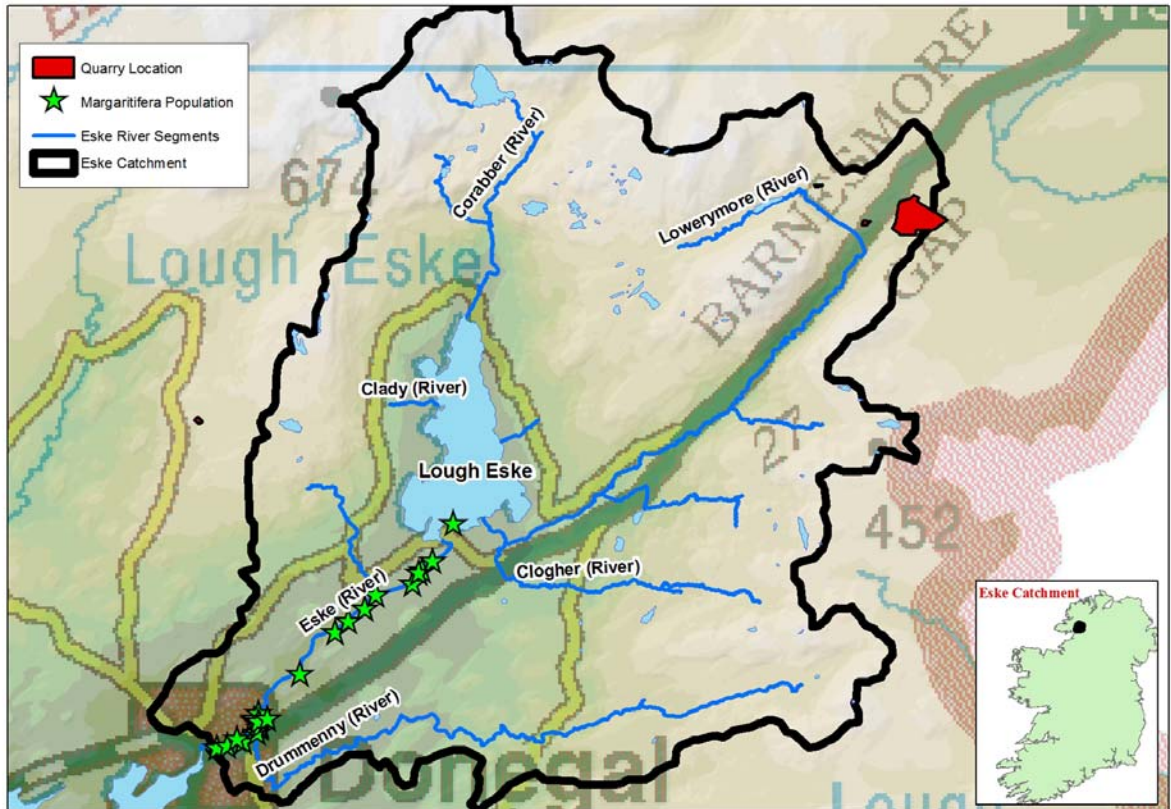 Quarry Location
Margaritifera Population
Eske River Segments
Eske Catchment
674
Corabber (River)
Lowerymore (River)
BARNESMORE
GAP
Lough Eske
Clady (River)
Lough Eske
21
452
Clogher (River)
Eske (River)
Drummenny (River)
Donegal
Lough
Eske Catchment